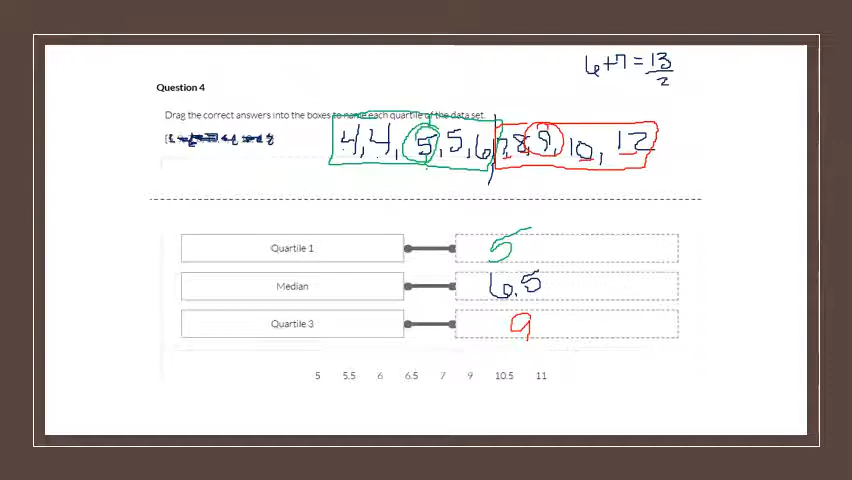 6+7=13
2
Question 4
Drag the correct answers into the boxes to name each quartile of the data set.
4,4,5,5,6,7,8,9,10,12
Quartile 1 5
Median 6.5
Quartile 3 9
5 5.5 6 6.5 7 9 10.5 11